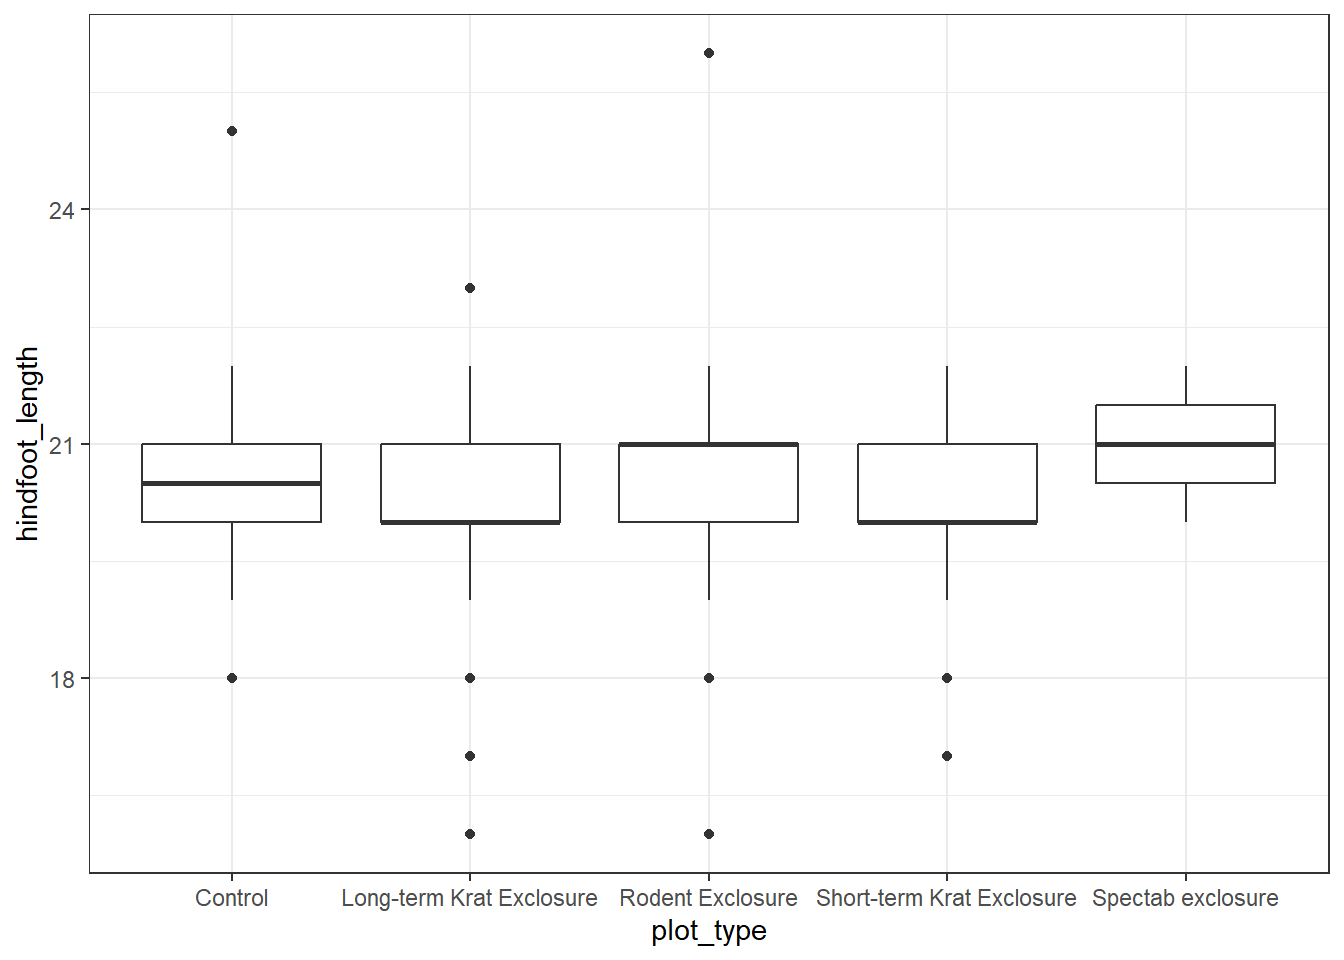 hindfoot_length
24
21
18
Control
Long-term Krat Exclosure
Rodent Exclosure
Short-term Krat Exclosure
Spectab exclosure
plot_type